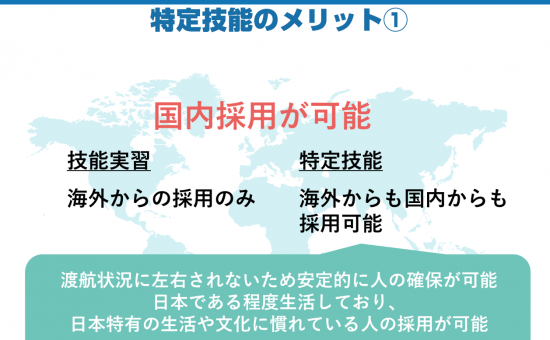 特定技能のメリット①
国内採用が可能
技能実習
海外からの採用のみ
特定技能
海外からも国内からも
採用可能
渡航状況に左右されないため安定的に人の確保が可能
日本である程度生活しており、
日本特有の生活や文化に慣れている人の採用が可能